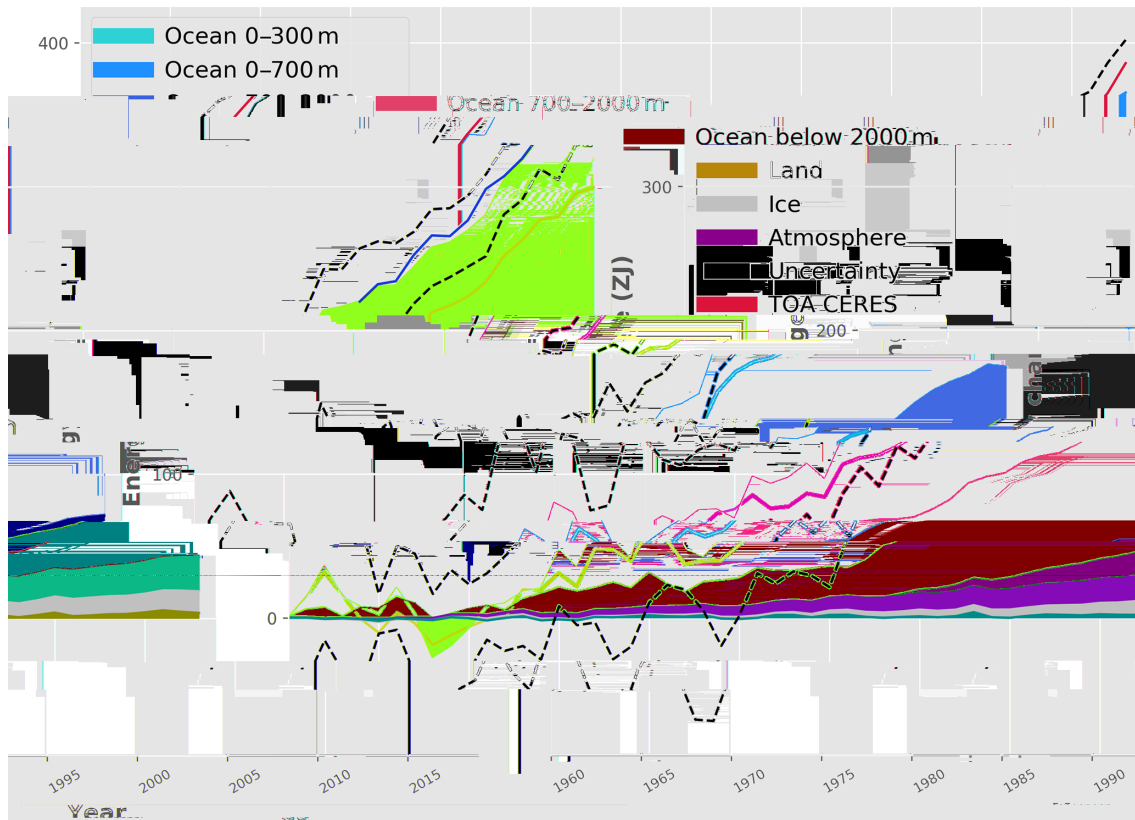 400
Ocean 0–300 m
Ocean 0–700 m
Ocean 700–2000 m
Ocean below 2000 m
Land
300
Ice
Atmosphere
Uncertainty
(ZJ)
TOA CERES
200
100
0
1995
2000
2005
2010
2015
1960
1965
1970
1975
1980
1985
1990
Year